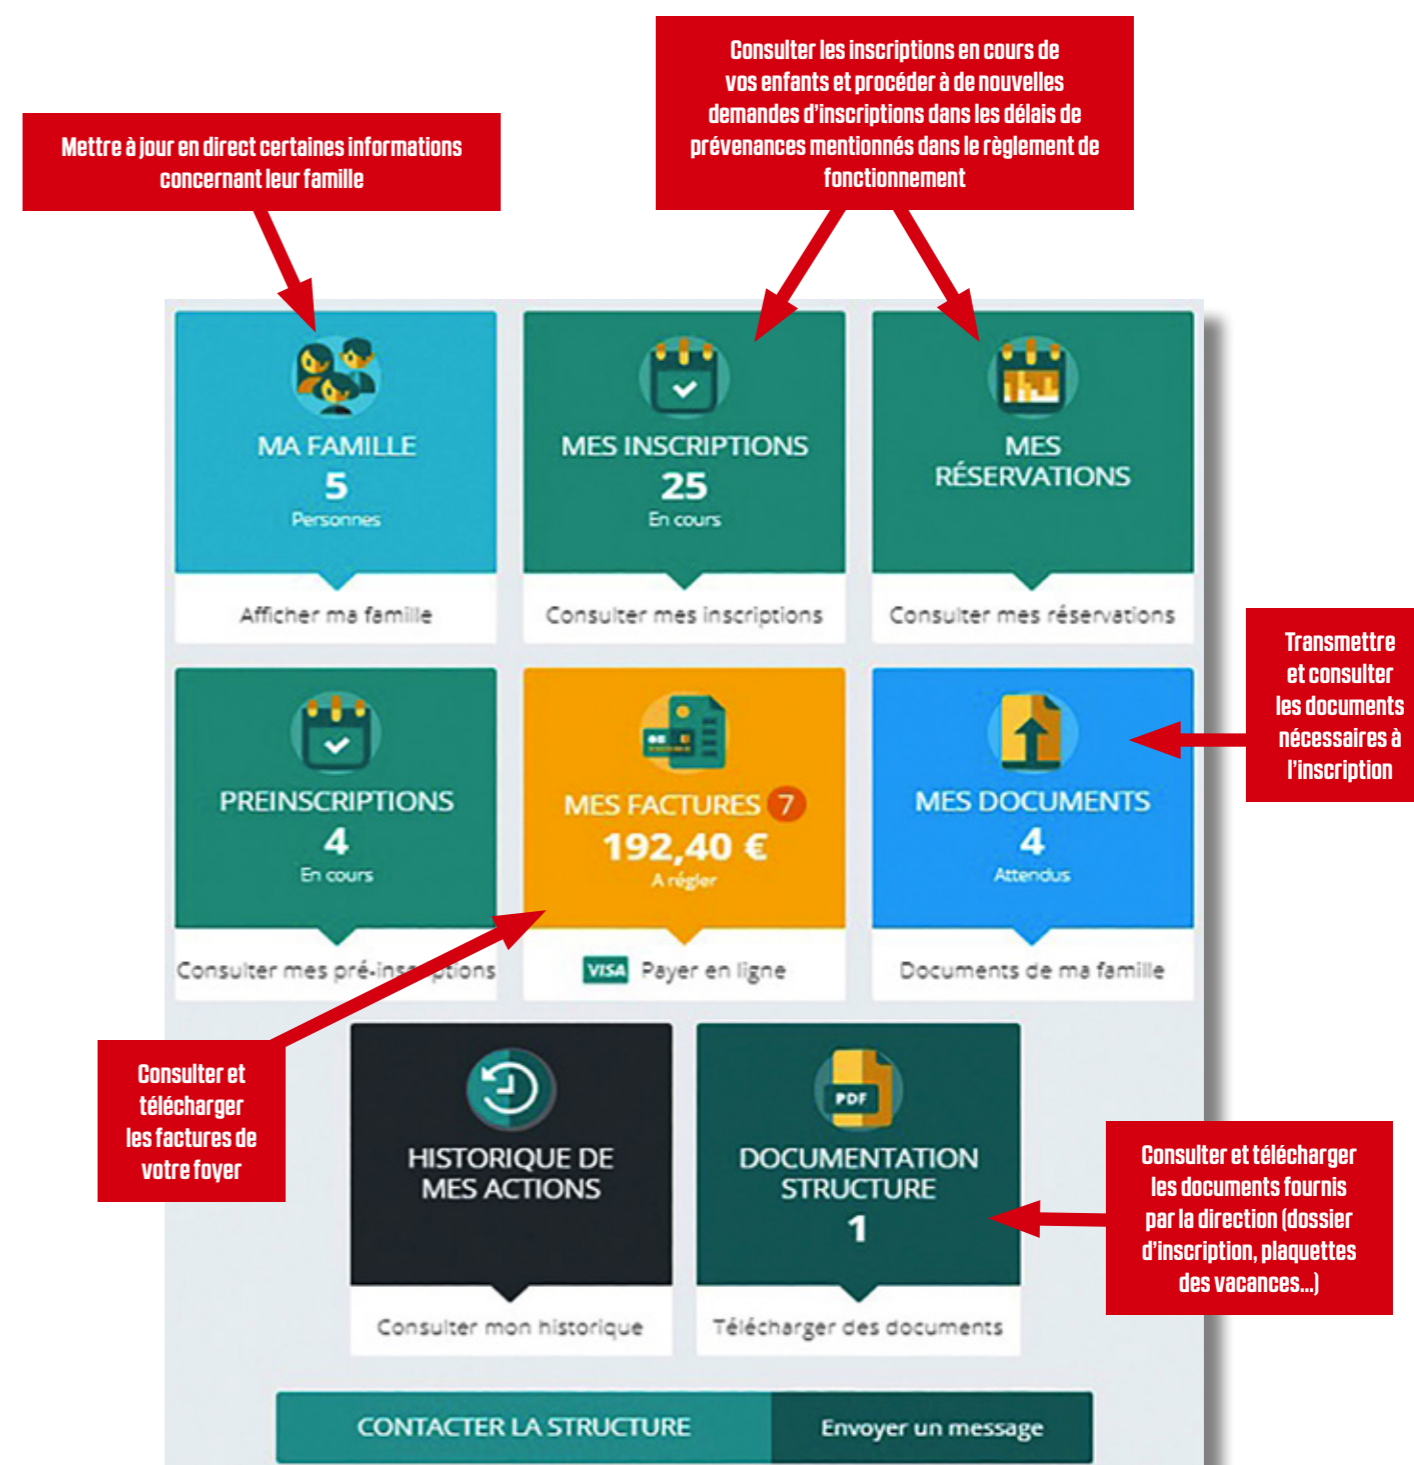 Consulter les inscriptions en cours de
vos enfants et procéder à de nouvelles
demandes d'inscriptions dans les délais de
prévenances mentionnés dans le règlement de
fonctionnement
Mettre à jour en direct certaines informations
concernant leur famille
MA FAMILLE
5
Personnes
Afficher ma famille
MES INSCRIPTIONS
25
En cours
Consulter mes inscriptions
MES
RÉSERVATIONS
Consulter mes réservations
Transmettre
et consulter
les documents
nécessaires à
l'inscription
PREINSCRIPTIONS
4
En cours
Consulter mes pré-inscriptions
MES FACTURES 7
192,40 €
A régler
VISA Payer en ligne
MES DOCUMENTS
4
Attendus
Documents de ma famille
Consulter et
télécharger
les factures de
votre foyer
HISTORIQUE DE
MES ACTIONS
Consulter mon historique
PDF
DOCUMENTATION
STRUCTURE
1
Télécharger des documents
Consulter et télécharger
les documents fournis
par la direction (dossier
d'inscription, plaquettes
des vacances...)
CONTACTER LA STRUCTURE
Envoyer un message